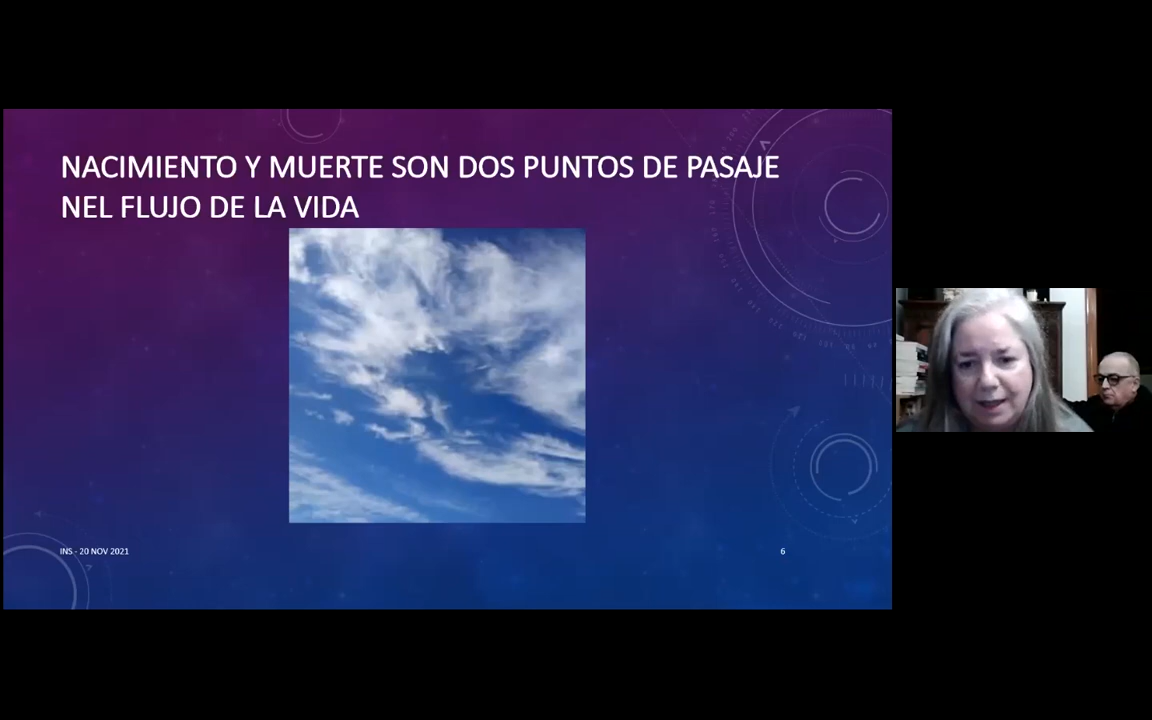 NACIMIENTO Y MUERTE SON DOS PUNTOS DE PASAJE
NEL FLUJO DE LA VIDA
INS - 20 NOV 2021
6